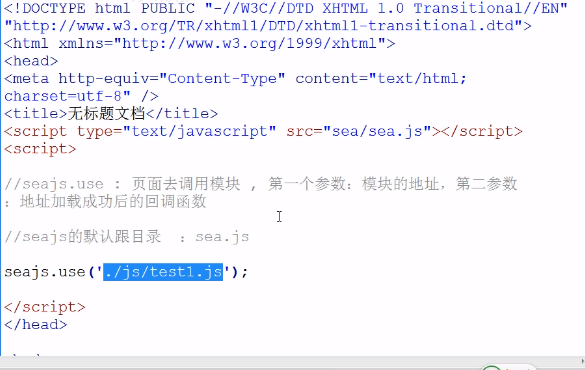 <!DOCTYPE html PUBLIC "-//W3C//DTD XHTML 1.0 Transitional//EN"
"http://www.w3.org/TR/xhtml1/DTD/xhtml1-transitional.dtd">
<html xmlns="http://www.w3.org/1999/xhtml">
<head>
<meta http-equiv="Content-Type" content="text/html;
charset=utf-8" />
<title>无标题文档</title>
<script type="text/javascript" src="sea/sea.js"></script>
<script>
//seajs.use : 页面去调用模块 , 第一个参数: 模块的地址, 第二参数
: 地址加载成功后的回调函数
//seajs的默认跟目录 : sea.js
seajs.use('./js/test1.js');
</script>
</head>